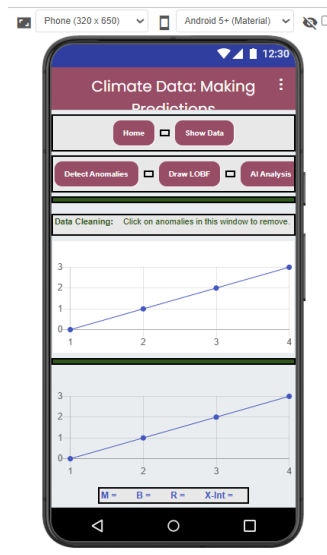 Phone (320 x 650) Android 5+ (Material)
12:30
Climate Data: Making
Predictions
Home Show Data
Detect Anomalies Draw LOBF AI Analysis
Data Cleaning: Click on anomalies in this window to remove.
3
2
1
0
1 2 3 4
3
2
1
0
1 2 3 4
M = B = R = X-Int =